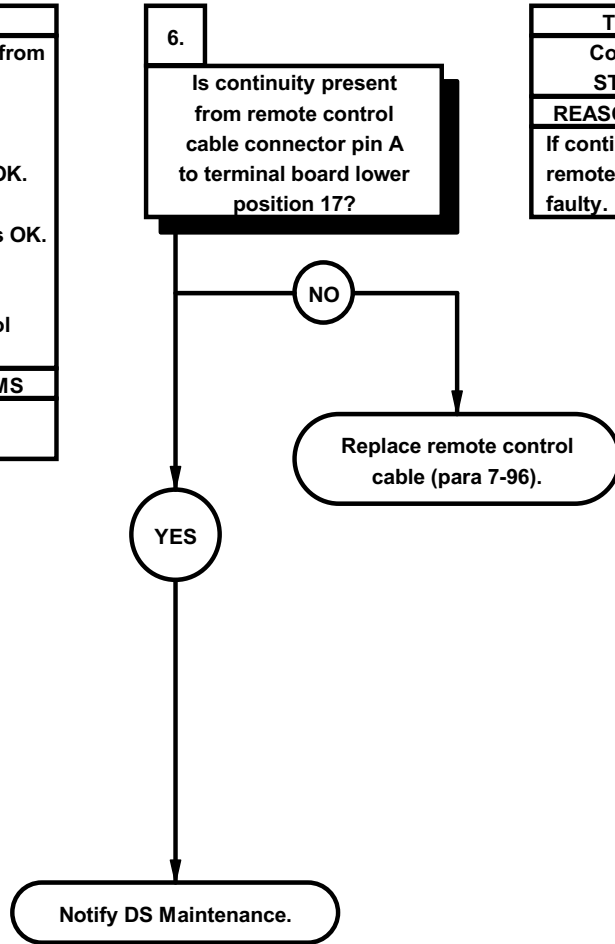 from
OK.
s OK.
ol
MS
6.
Is continuity present
from remote control
cable connector pin A
to terminal board lower
position 17?
NO
Replace remote control
cable (para 7-96).
YES
Notify DS Maintenance.
T
Co
ST
REASO
If conti
remote
faulty.